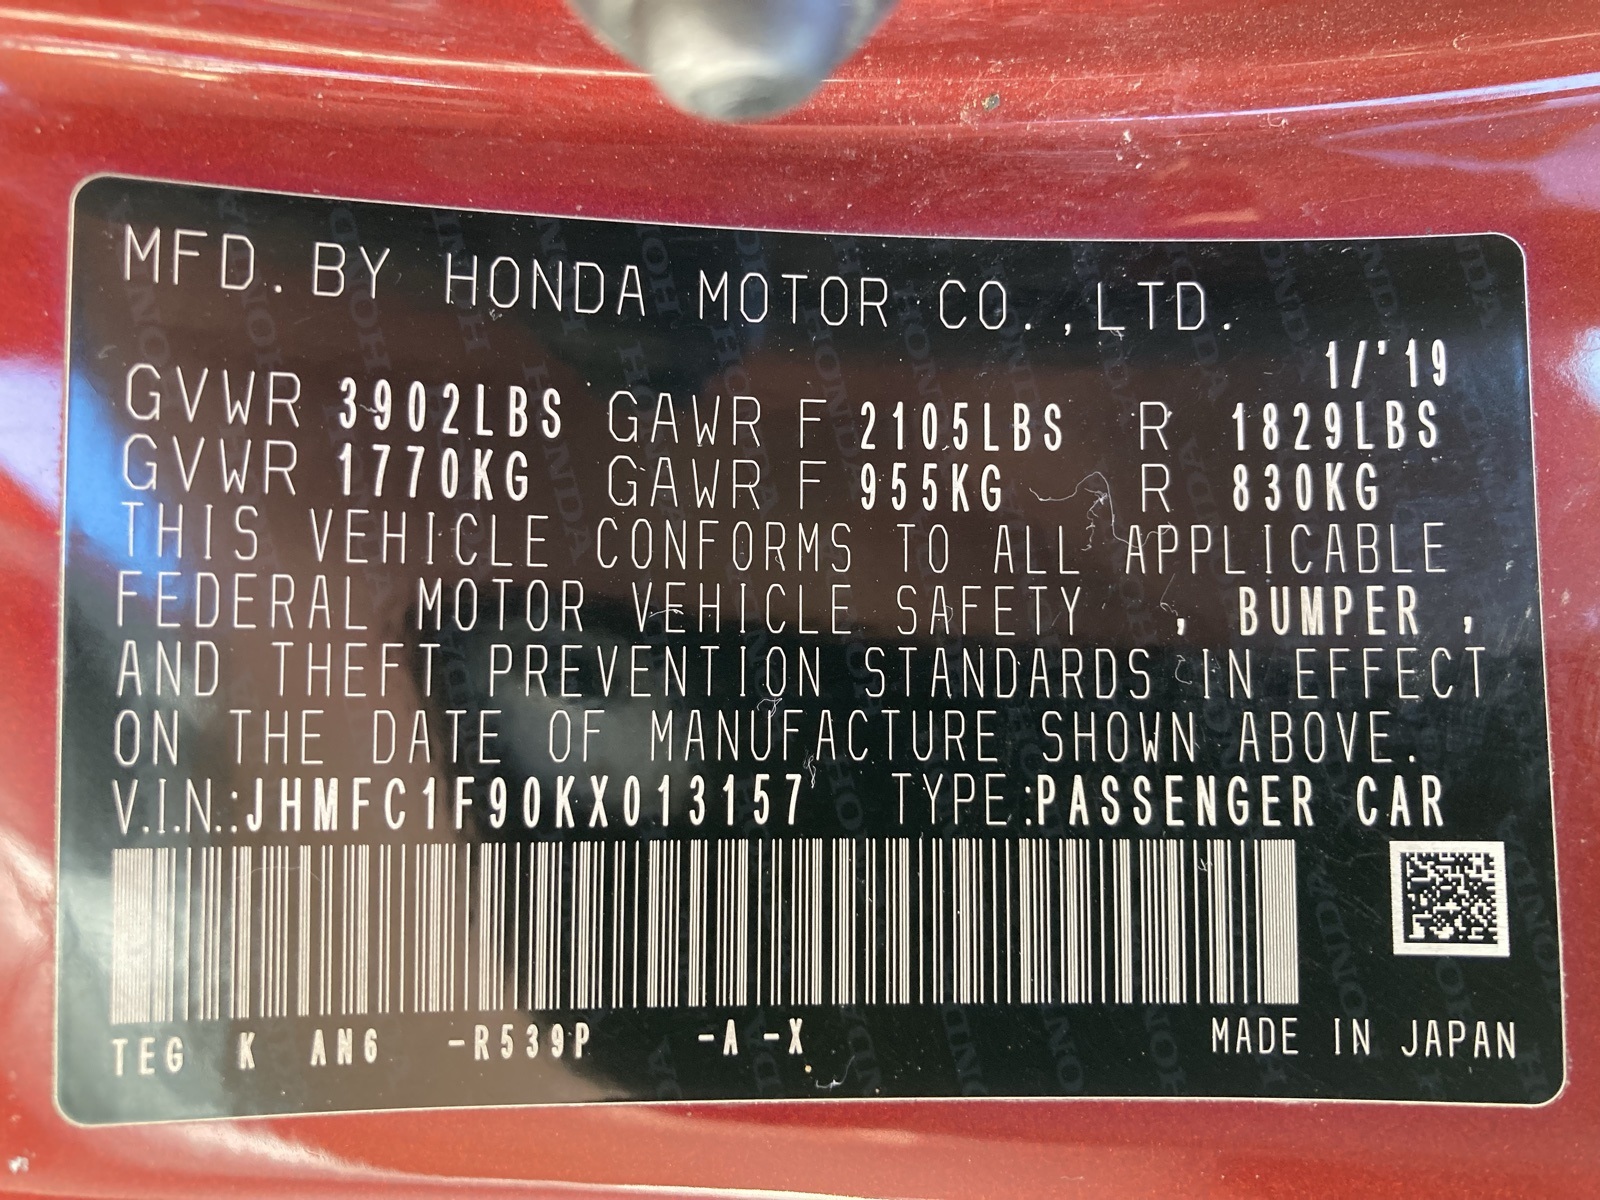 MFD. BY HONDA MOTOR CO.,LTD.
1/'19
GVWR 3902LBS GAWR F 2105LBS R 1829LBS
GVWR 1770KG GAWR F 955KG R 830KG
THIS VEHICLE CONFORMS TO ALL APPLICABLE
FEDERAL MOTOR VEHICLE SAFETY , BUMPER ,
AND THEFT PREVENTION STANDARDS IN EFFECT
ON THE DATE OF MANUFACTURE SHOWN ABOVE.
V.I.N.:JHMFC1F90KX013157 TYPE:PASSENGER CAR
TEG K AN6 -R539P -A -X MADE IN JAPAN